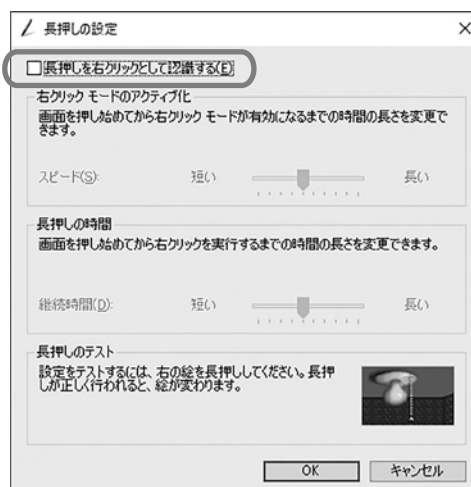 長押しの設定
長押しを右クリックとして認識する(E)
右クリック モードのアクティブ化
画面を押し始めてから右クリック モードが有効になるまでの時間の長さを変更で
きます。
スピード(S): 短い 長い
長押しの時間
画面を押し始めてから右クリックを実行するまでの時間の長さを変更できます。
継続時間(D): 短い 長い
長押しのテスト
設定をテストするには、右の絵を長押ししてください。長押
しが正しく行われると、絵が変わります。
OK キャンセル